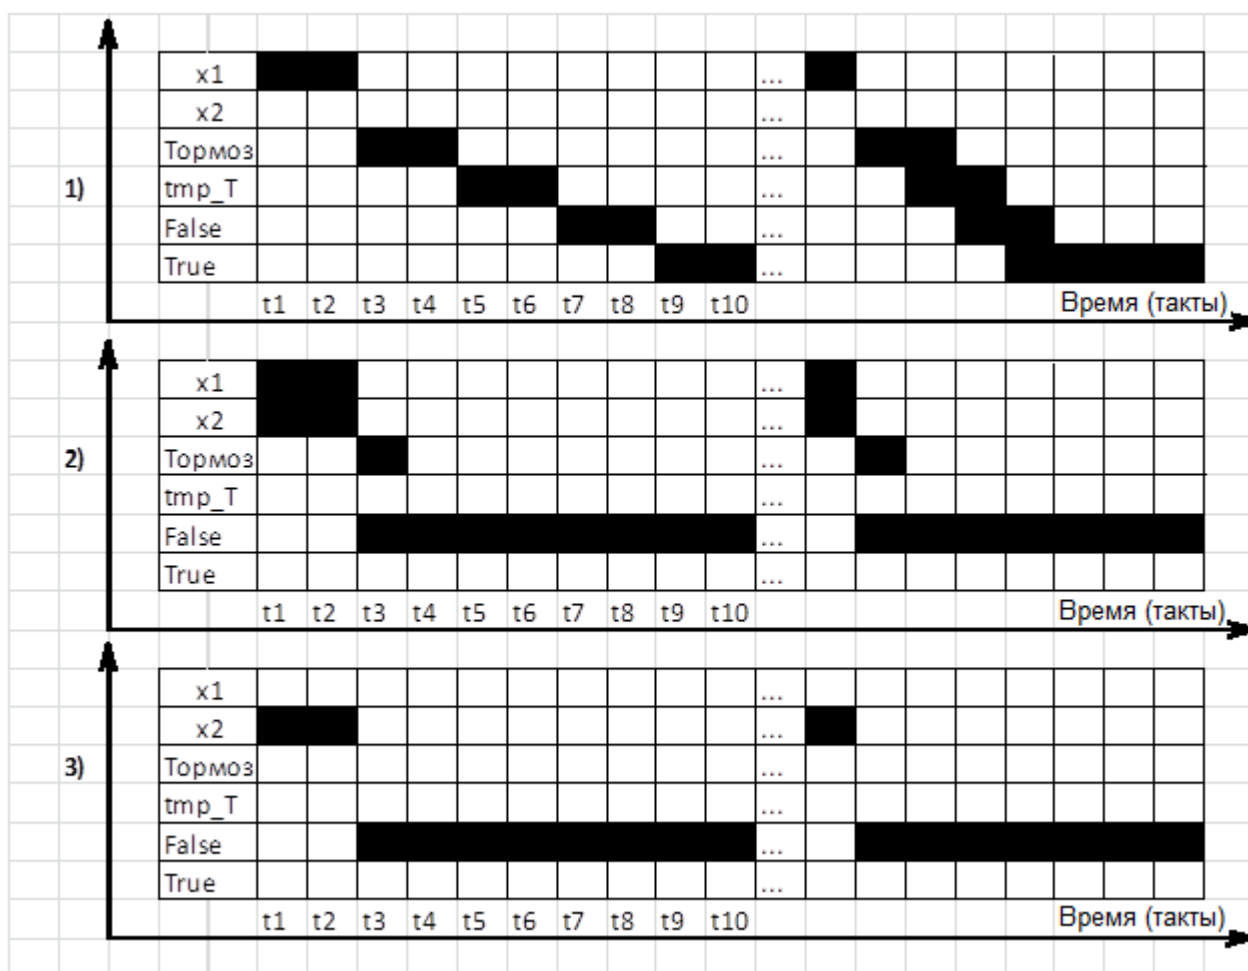 x1 ...
x2 ...
Тормоз ...
1) tmp_T ...
False ...
True ...
t1 t2 t3 t4 t5 t6 t7 t8 t9 t10 Время (такты)
x1 ...
x2 ...
2) Тормоз ...
tmp_T ...
False ...
True ...
t1 t2 t3 t4 t5 t6 t7 t8 t9 t10 Время (такты)
x1 ...
x2 ...
3) Тормоз ...
tmp_T ...
False ...
True ...
t1 t2 t3 t4 t5 t6 t7 t8 t9 t10 Время (такты)